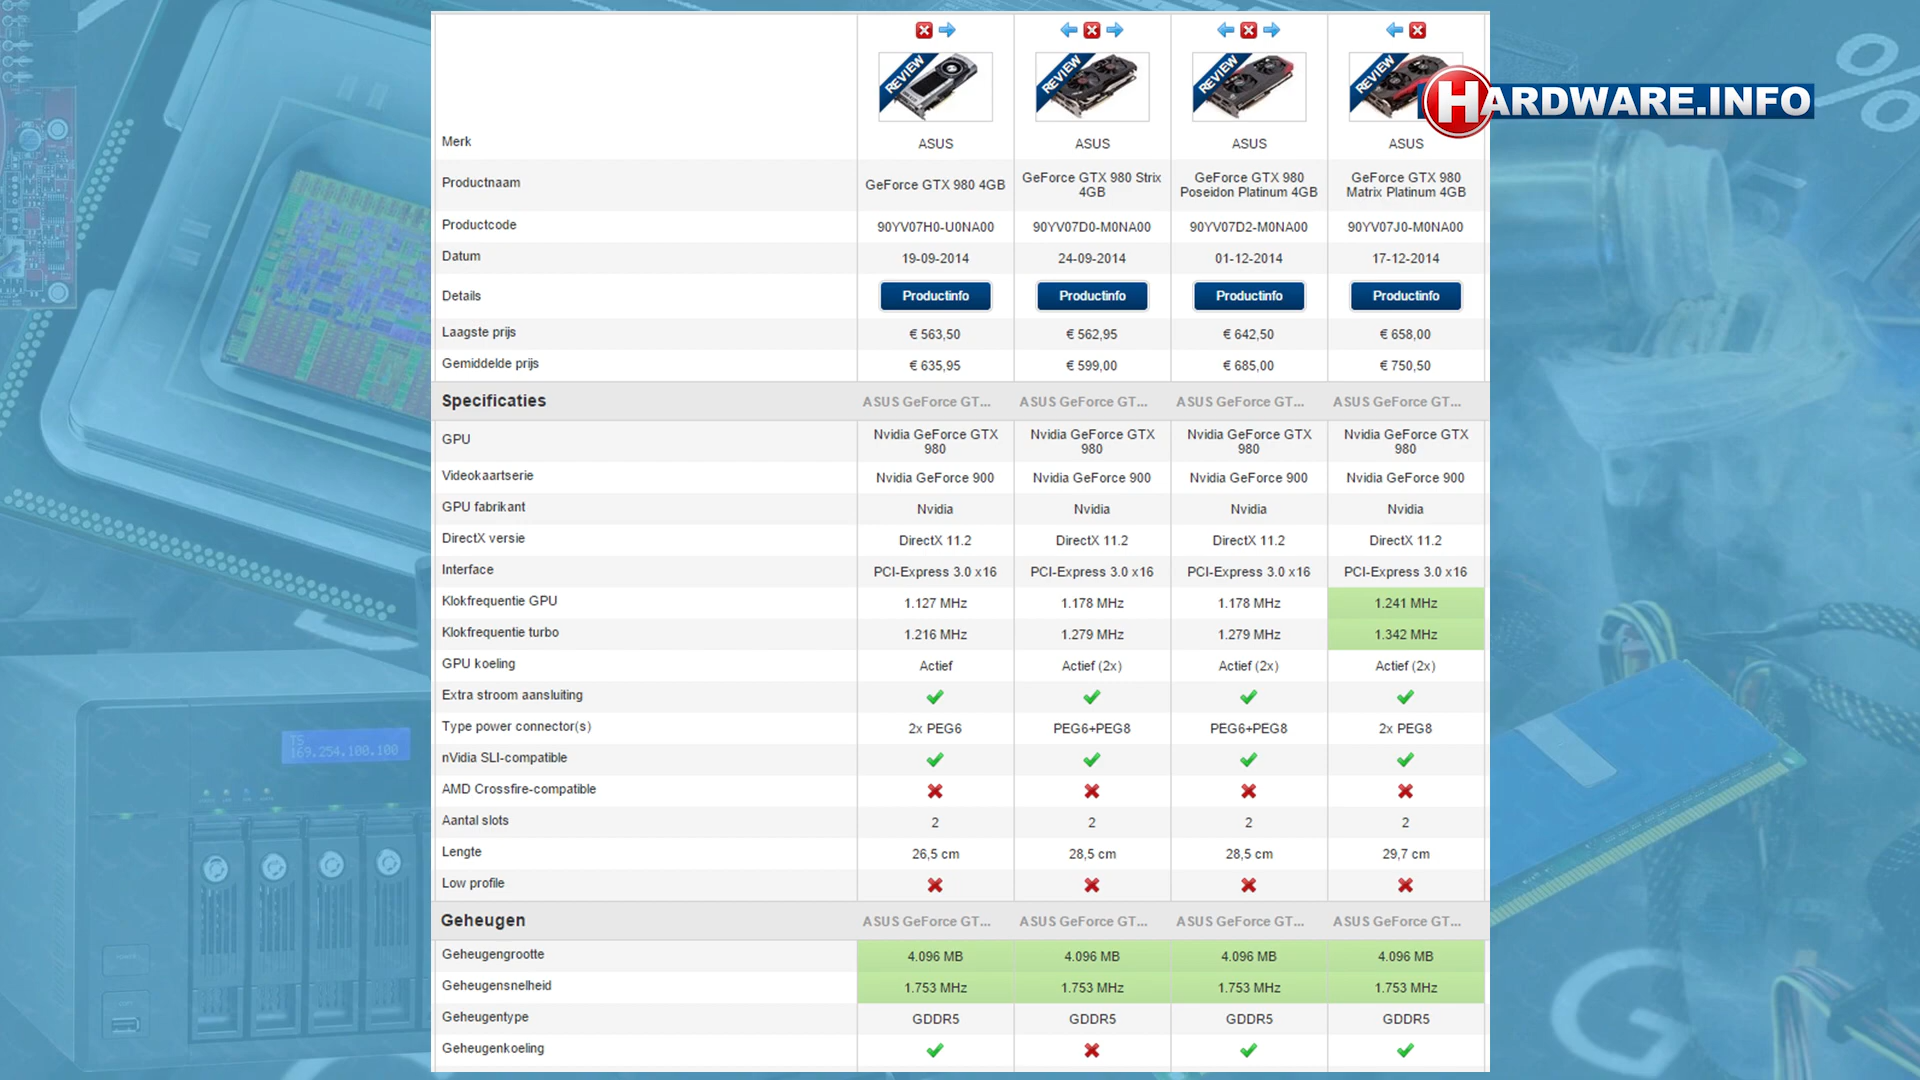 REVIEW REVIEW REVIEW REVIEW
HARDWARE.INFO
Merk ASUS ASUS ASUS ASUS
Productnaam GeForce GTX 980 4GB GeForce GTX 980 Strix 4GB GeForce GTX 980 Poseidon Platinum 4GB GeForce GTX 980 Matrix Platinum 4GB
Productcode 90YV07H0-U0NA00 90YV07D0-M0NA00 90YV07D2-M0NA00 90YV07J0-M0NA00
Datum 19-09-2014 24-09-2014 01-12-2014 17-12-2014
Details Productinfo Productinfo Productinfo Productinfo
Laagste prijs € 563,50 € 562,95 € 642,50 € 658,00
Gemiddelde prijs € 635,95 € 599,00 € 685,00 € 750,50
Specificaties ASUS GeForce GT... ASUS GeForce GT... ASUS GeForce GT... ASUS GeForce GT...
GPU Nvidia GeForce GTX 980 Nvidia GeForce GTX 980 Nvidia GeForce GTX 980 Nvidia GeForce GTX 980
Videokaartserie Nvidia GeForce 900 Nvidia GeForce 900 Nvidia GeForce 900 Nvidia GeForce 900
GPU fabrikant Nvidia Nvidia Nvidia Nvidia
DirectX versie DirectX 11.2 DirectX 11.2 DirectX 11.2 DirectX 11.2
Interface PCI-Express 3.0 x16 PCI-Express 3.0 x16 PCI-Express 3.0 x16 PCI-Express 3.0 x16
Klokfrequentie GPU 1.127 MHz 1.178 MHz 1.178 MHz 1.241 MHz
Klokfrequentie turbo 1.216 MHz 1.279 MHz 1.279 MHz 1.342 MHz
GPU koeling Actief Actief (2x) Actief (2x) Actief (2x)
Extra stroom aansluiting
Type power connector(s) 2x PEG6 PEG6+PEG8 PEG6+PEG8 2x PEG8
nVidia SLI-compatible
AMD Crossfire-compatible
Aantal slots 2 2 2 2
Lengte 26,5 cm 28,5 cm 28,5 cm 29,7 cm
Low profile
Geheugen ASUS GeForce GT... ASUS GeForce GT... ASUS GeForce GT... ASUS GeForce GT...
Geheugengrootte 4.096 MB 4.096 MB 4.096 MB 4.096 MB
Geheugensnelheid 1.753 MHz 1.753 MHz 1.753 MHz 1.753 MHz
Geheugentype GDDR5 GDDR5 GDDR5 GDDR5
Geheugenkoeling
TS
169.254.100.100
%
G